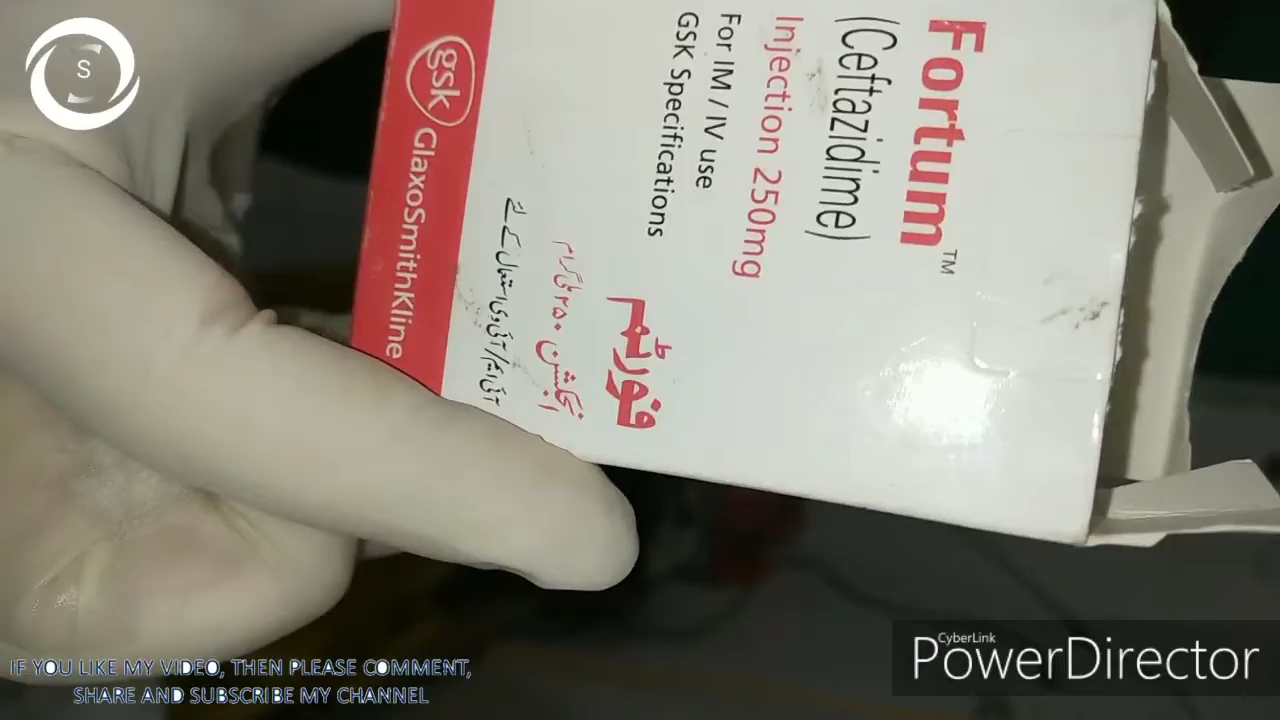 S
Fortum™
(Ceftazidime)
Injection 250mg
For IM / IV use
GSK Specifications
فورٹم
انجکشن ۲۵۰ ملی گرام
آئی ایم/آئی وی استعمال کے لئے
gsk GlaxoSmithKline
IF YOU LIKE MY VIDEO, THEN PLEASE COMMENT,
SHARE AND SUBSCRIBE MY CHANNEL
CyberLink
PowerDirector